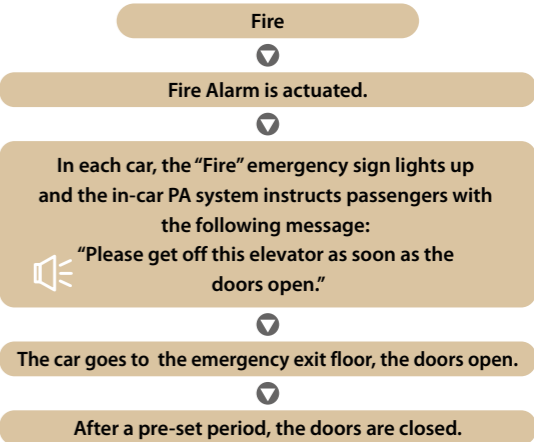 Fire
Fire Alarm is actuated.
In each car, the “Fire” emergency sign lights up
and the in-car PA system instructs passengers with
the following message:
“Please get off this elevator as soon as the
doors open.”
The car goes to the emergency exit floor, the doors open.
After a pre-set period, the doors are closed.